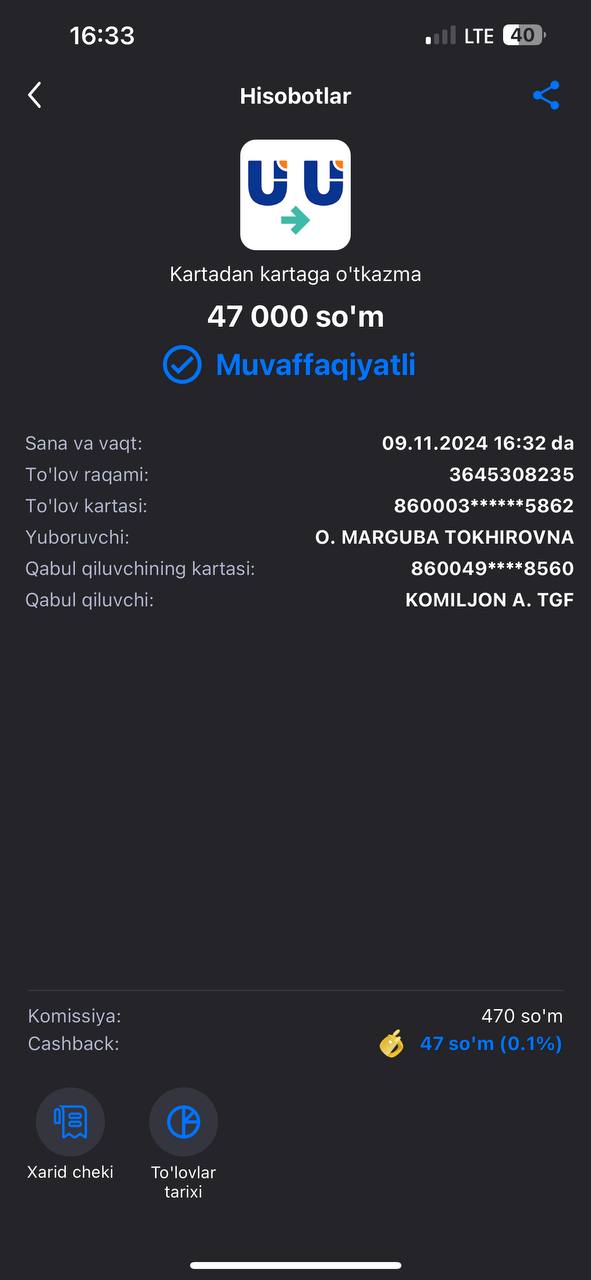 16:33
LTE 40
Hisobotlar
Kartadan kartaga o'tkazma
47 000 so'm
Muvaffaqiyatli
Sana va vaqt: 09.11.2024 16:32 da
To'lov raqami: 3645308235
To'lov kartasi: 860003******5862
Yuboruvchi: O. MARGUBA TOKHIROVNA
Qabul qiluvchining kartasi: 860049****8560
Qabul qiluvchi: KOMILJON A. TGF
Komissiya: 470 so'm
Cashback: 47 so'm (0.1%)
Xarid cheki
To'lovlar
tarixi